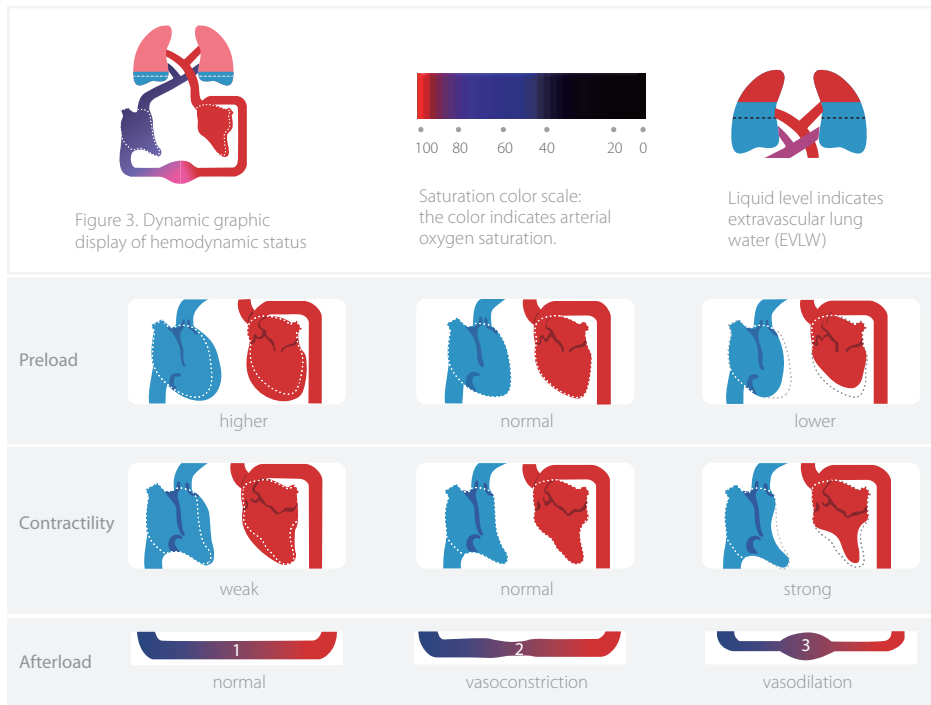 100 80 60 40 20 0
Figure 3. Dynamic graphic
display of hemodynamic status
Saturation color scale:
the color indicates arterial
oxygen saturation.
Liquid level indicates
extravascular lung
water (EVLW)
Preload
higher
normal
lower
Contractility
weak
normal
strong
Afterload
1
2
3
normal
vasoconstriction
vasodilation